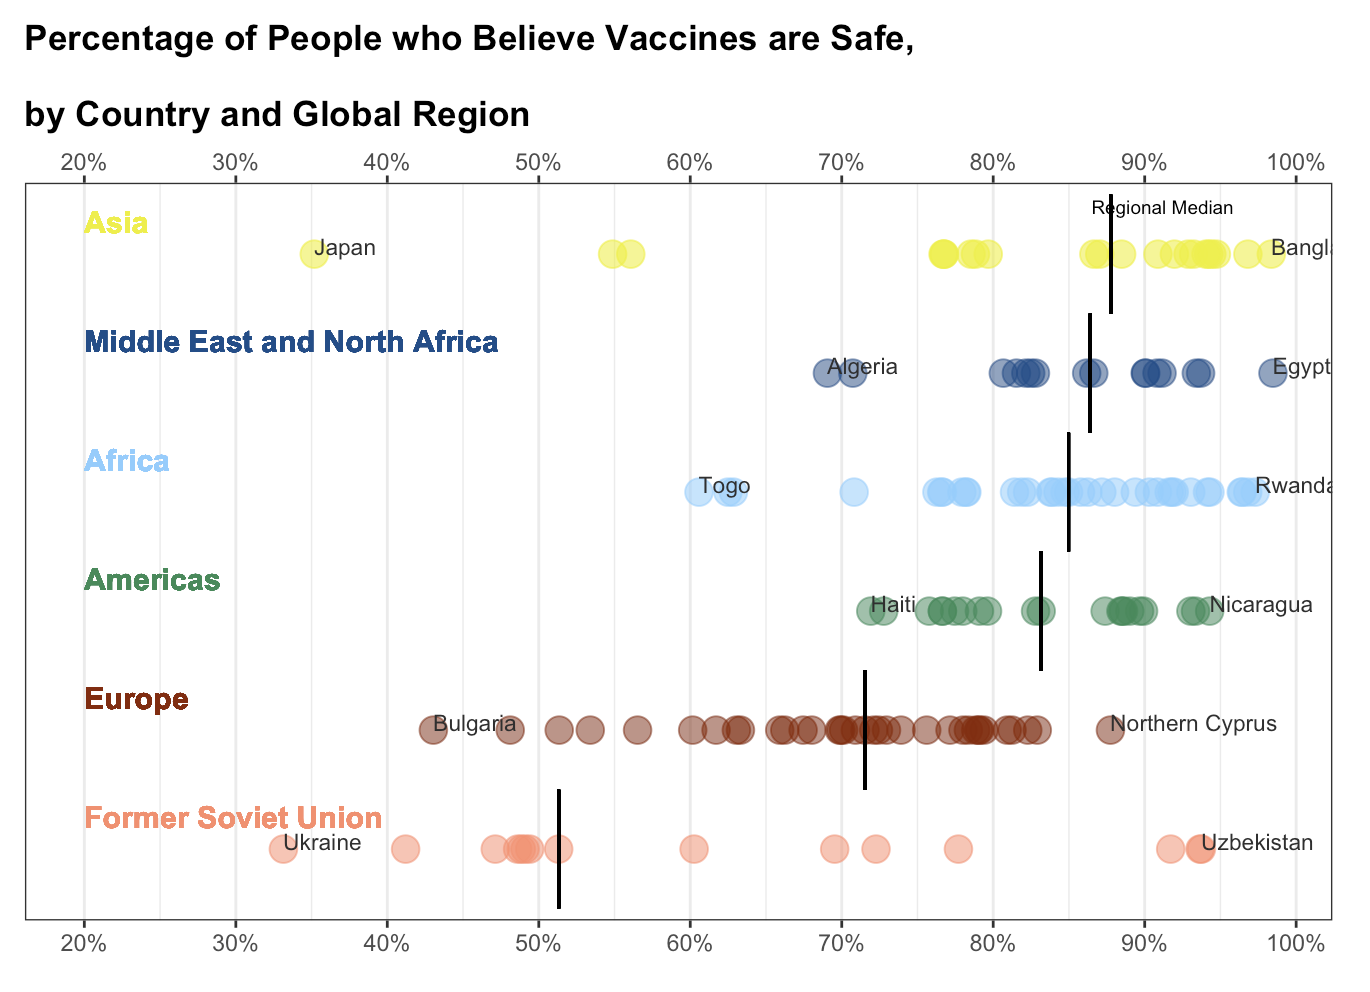 Percentage of People who Believe Vaccines are Safe,
by Country and Global Region
20% 30% 40% 50% 60% 70% 80% 90% 100%
Asia
Regional Median
Japan Bangla
Middle East and North Africa
Algeria Egypt
Africa
Togo Rwanda
Americas
Haiti Nicaragua
Europe
Bulgaria Northern Cyprus
Former Soviet Union
Ukraine Uzbekistan
20% 30% 40% 50% 60% 70% 80% 90% 100%